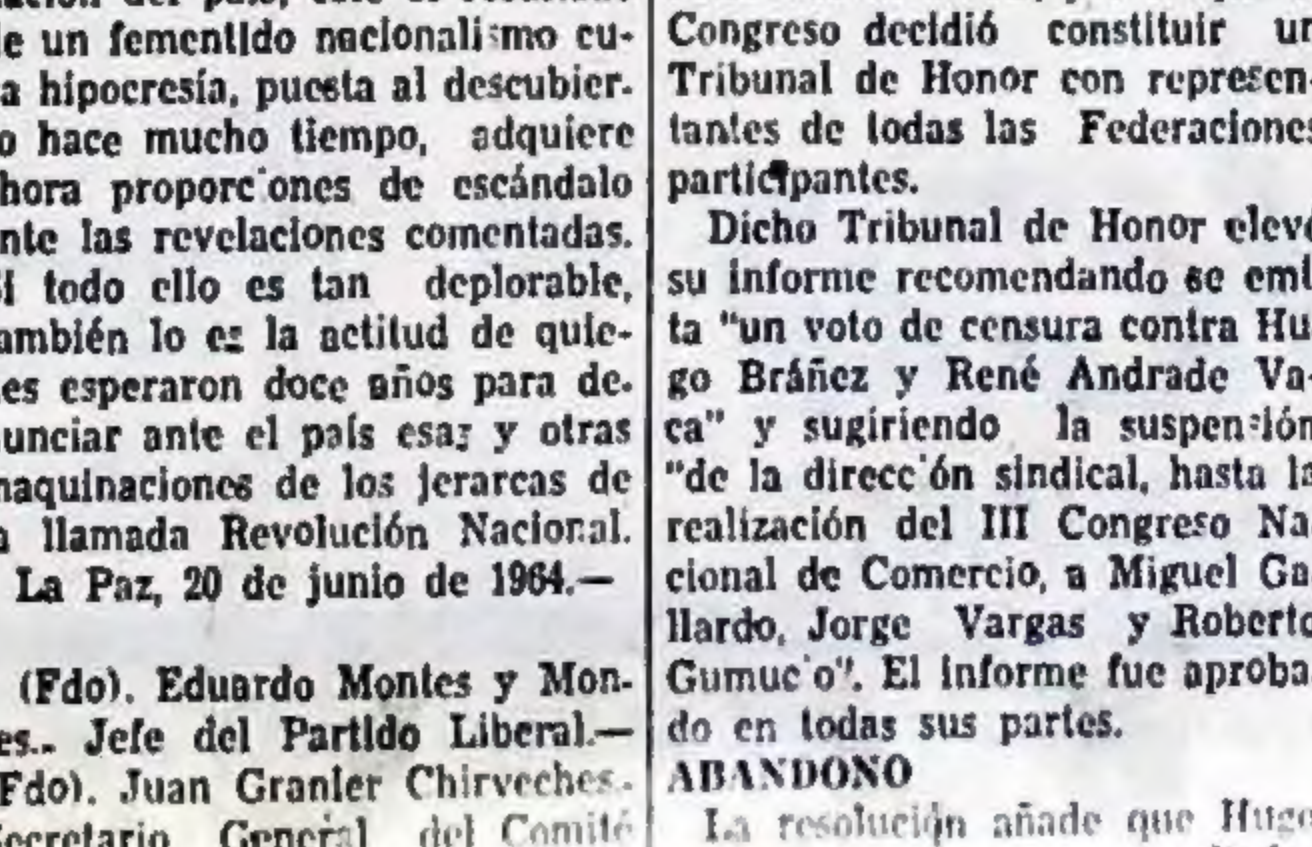 de un fementido nacionalismo cu-
a hipocresía, puesta al descubier-
o hace mucho tiempo, adquiere
hora proporciones de escándalo
nte las revelaciones comentadas.
Si todo ello es tan deplorable,
ambién lo es la actitud de quie-
es esperaron doce años para de-
unciar ante el país esas y otras
maquinaciones de los jerarcas de
a llamada Revolución Nacional.
La Paz, 20 de junio de 1964.—
(Fdo). Eduardo Montes y Mon-
es.. Jefe del Partido Liberal.—
(Fdo). Juan Granier Chirveches.-
Secretario General del Comité
Congreso decidió constituir un
Tribunal de Honor con represen-
tantes de todas las Federaciones
participantes.
Dicho Tribunal de Honor elevó
su informe recomendando se emi
ta "un voto de censura contra Hu-
go Bráñez y René Andrade Va-
ca" y sugiriendo la suspensión
"de la dirección sindical, hasta la
realización del III Congreso Na
cional de Comercio, a Miguel Ga
llardo, Jorge Vargas y Roberto
Gumucio". El informe fue aproba
do en todas sus partes.
ABANDONO
La resolución añade que Hugo